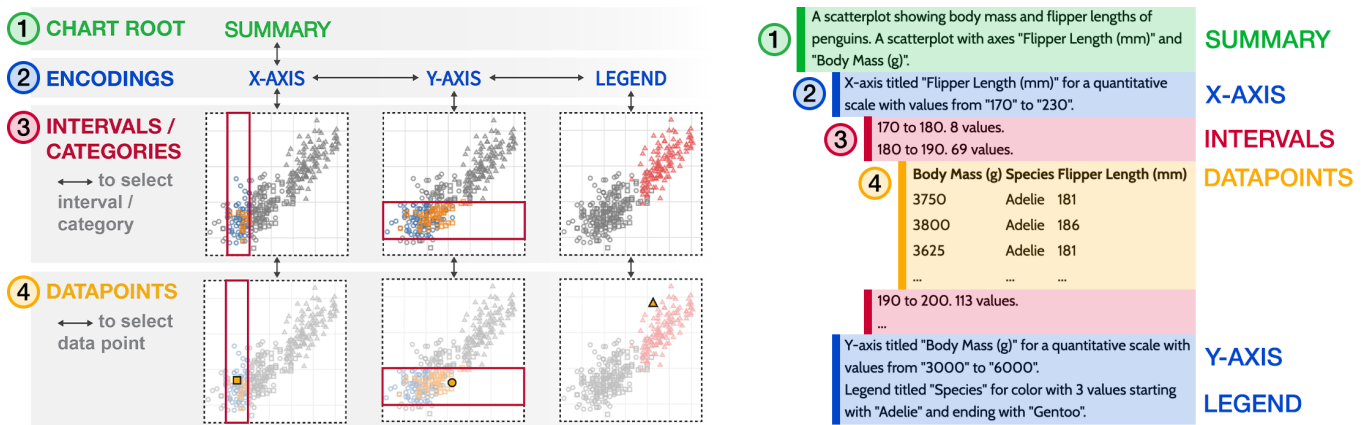 1 CHART ROOT SUMMARY
2 ENCODINGS X-AXIS Y-AXIS LEGEND
3 INTERVALS /
CATEGORIES
to select
interval /
category
4 DATAPOINTS
to select
data point
1 A scatterplot showing body mass and flipper lengths of
penguins. A scatterplot with axes "Flipper Length (mm)" and
"Body Mass (g)".
SUMMARY
2 X-axis titled "Flipper Length (mm)" for a quantitative
scale with values from "170" to "230".
X-AXIS
3 170 to 180. 8 values.
180 to 190. 69 values.
INTERVALS
4 Body Mass (g) Species Flipper Length (mm)
3750 Adelie 181
3800 Adelie 186
3625 Adelie 181
... ... ...
DATAPOINTS
190 to 200. 113 values.
...
Y-axis titled "Body Mass (g)" for a quantitative scale with
values from "3000" to "6000".
Y-AXIS
Legend titled "Species" for color with 3 values starting
with "Adelie" and ending with "Gentoo".
LEGEND